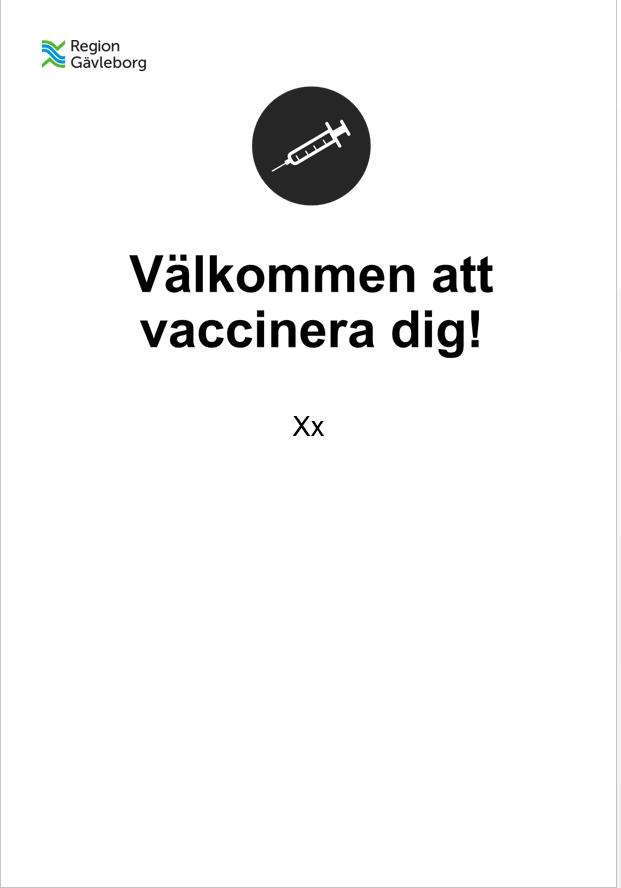 Region
Gävleborg
Välkommen att
vaccinera dig!
Xx